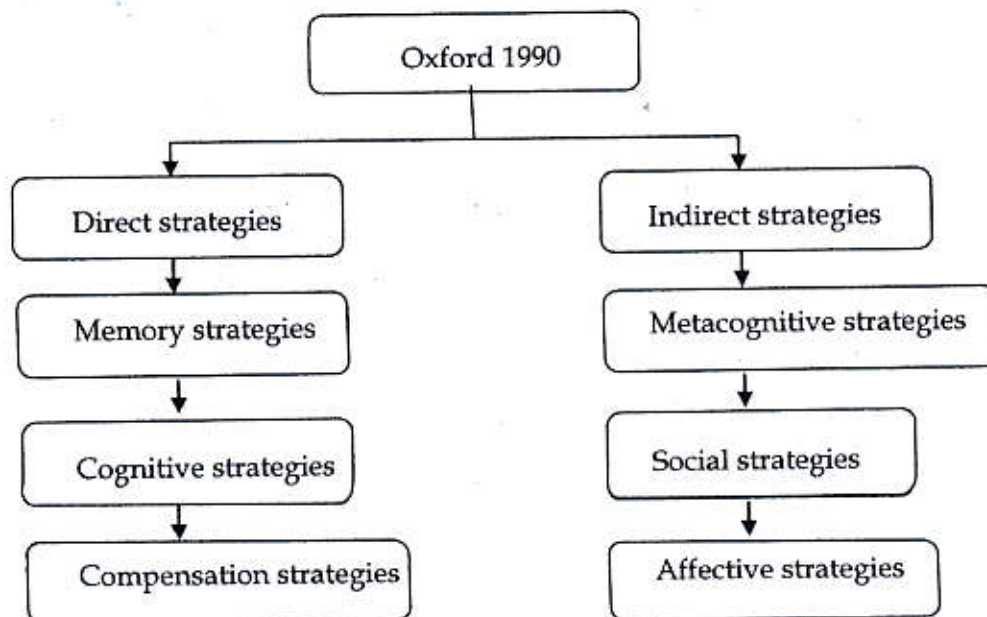 Oxford 1990
Direct strategies
Indirect strategies
Memory strategies
Metacognitive strategies
Cognitive strategies
Social strategies
Compensation strategies
Affective strategies